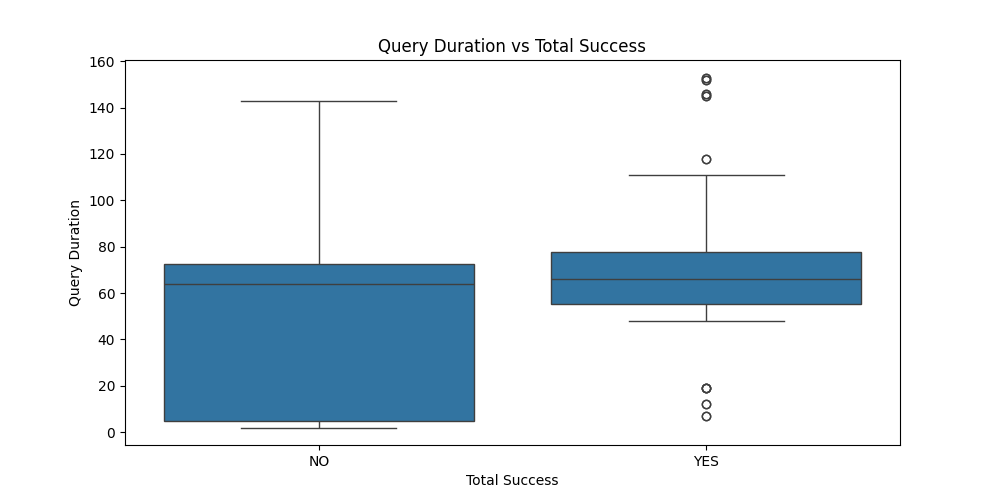 Query Duration vs Total Success
160
140
120
100
80
60
40
20
0
Query Duration
NO YES
Total Success